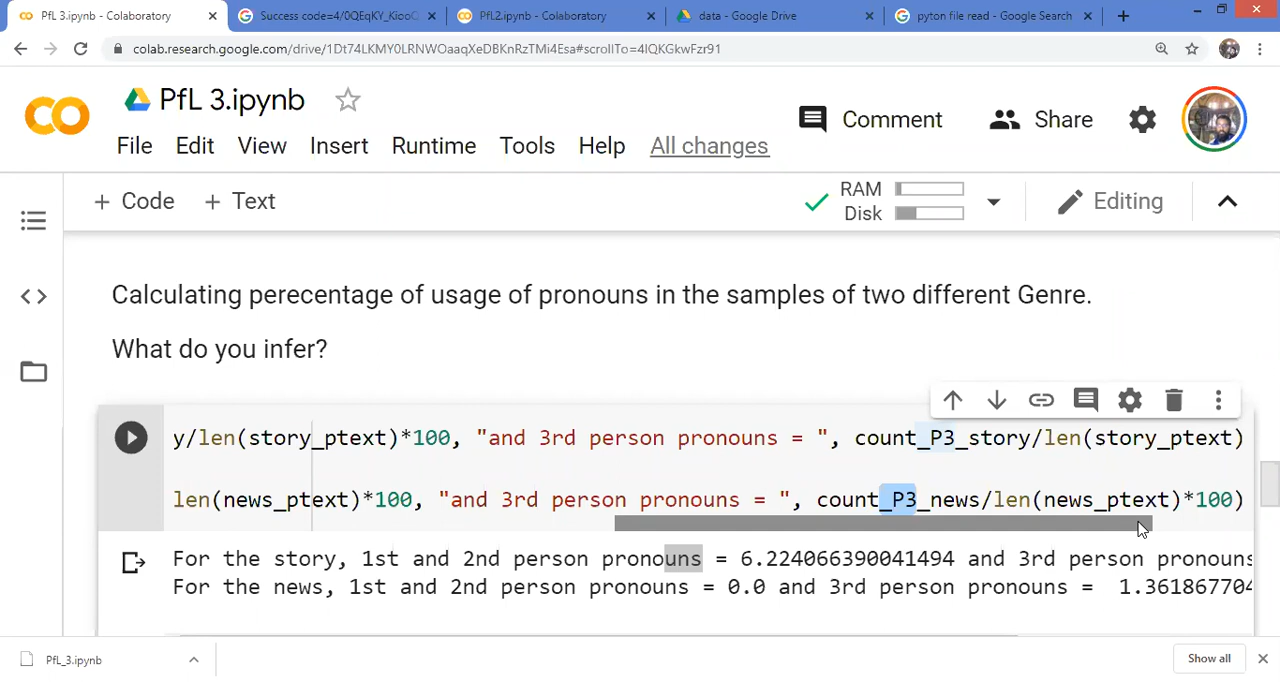 PfL 3.ipynb - Colaboratory
Success code=4/0QEqKY_KiooC
PfL2.ipynb - Colaboratory
data - Google Drive
pyton file read - Google Search
colab.research.google.com/drive/1Dt74LKMY0LRNWOaaqXeDBKnRzTMi4Esa#scrollTo=4lQKGkwFzr91
PfL 3.ipynb
Comment
Share
File Edit View Insert Runtime Tools Help All changes
+ Code + Text
RAM
Disk
Editing
Calculating perecentage of usage of pronouns in the samples of two different Genre.
What do you infer?
y/len(story_ptext)*100, "and 3rd person pronouns = ", count_P3_story/len(story_ptext)
len(news_ptext)*100, "and 3rd person pronouns = ", count_P3_news/len(news_ptext)*100)
For the story, 1st and 2nd person pronouns = 6.224066390041494 and 3rd person pronouns
For the news, 1st and 2nd person pronouns = 0.0 and 3rd person pronouns = 1.361867704
PfL_3.ipynb
Show all